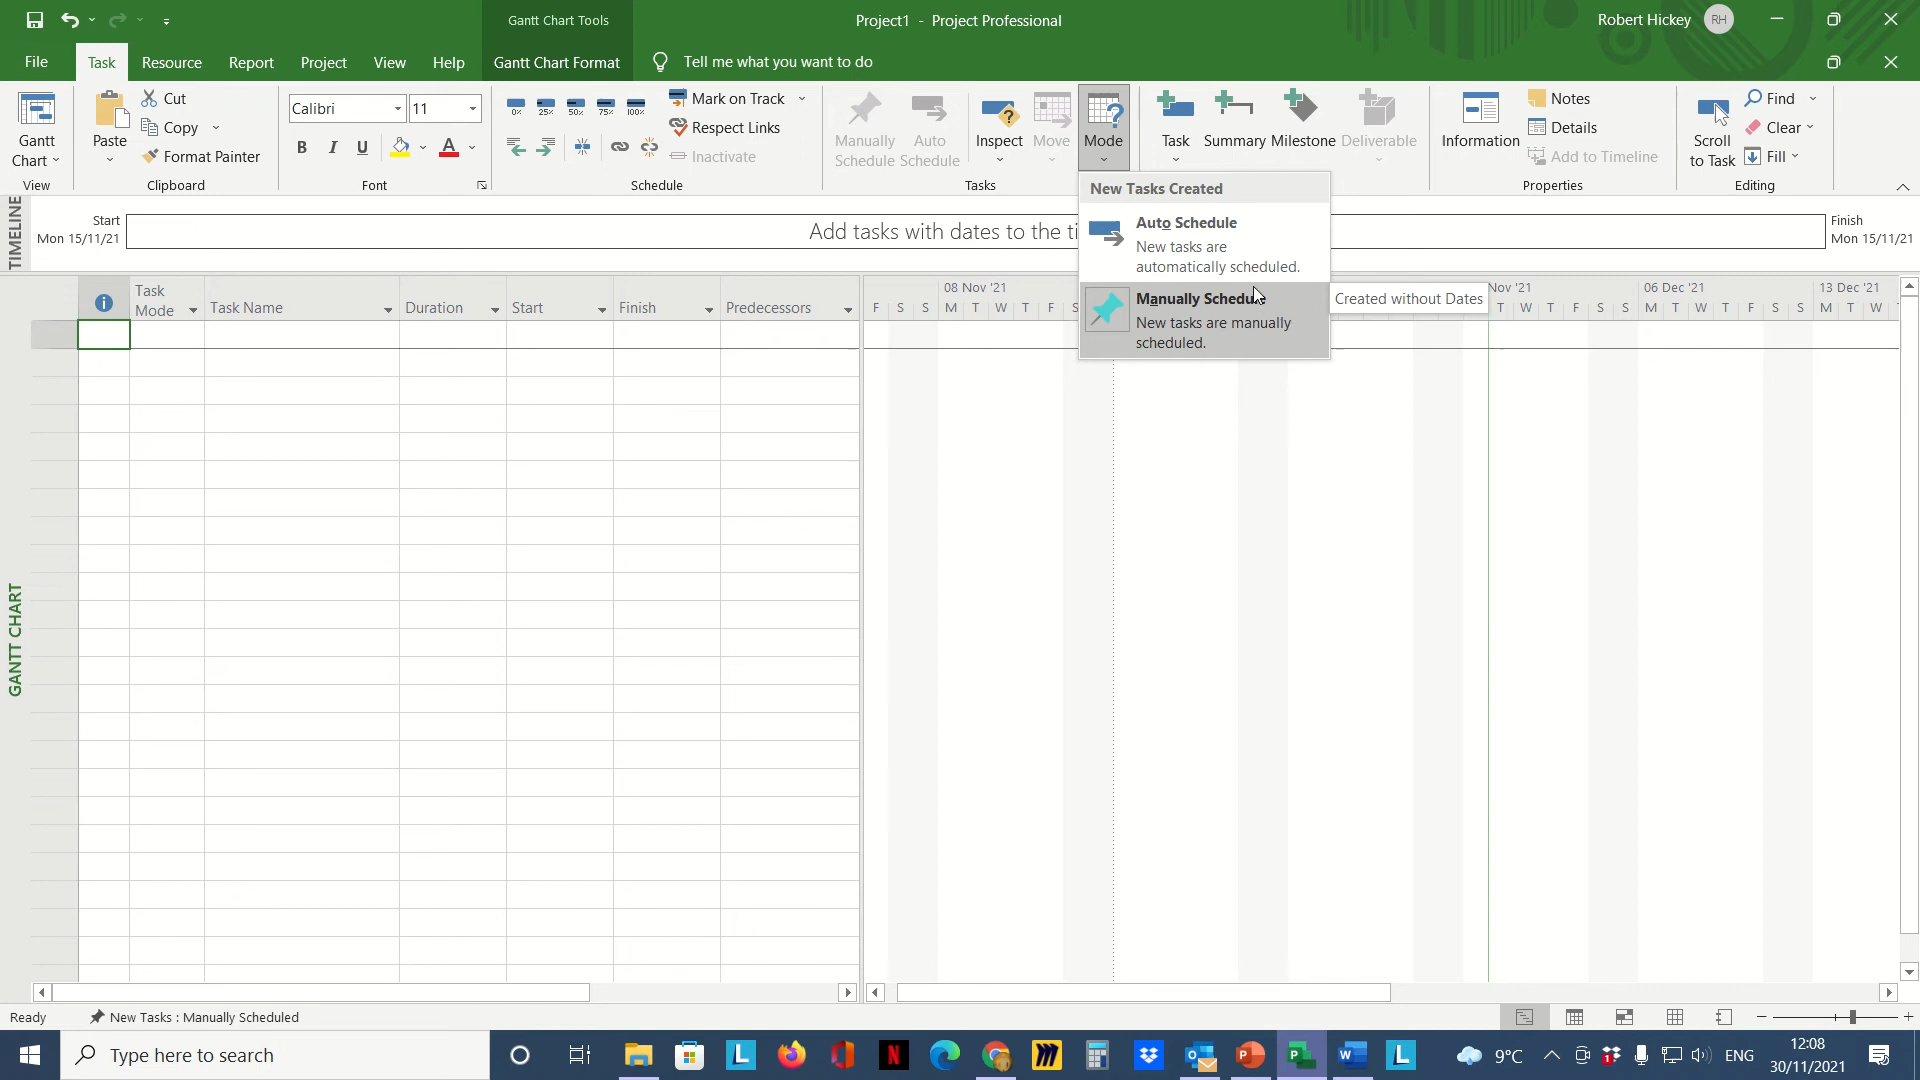 Gantt Chart Tools
Project1 - Project Professional
Robert Hickey
RH
File
Task
Resource
Report
Project
View
Help
Gantt Chart Format
Tell me what you want to do
Gantt
Chart
View
Paste
Cut
Copy
Format Painter
Clipboard
Calibri
11
B I U
A
Font
0% 25% 50% 75% 100%
Mark on Track
Respect Links
Inactivate
Schedule
Manually
Schedule
Auto
Schedule
Inspect
Move
Mode
Tasks
Task
Summary
Milestone
Deliverable
Information
Notes
Details
Add to Timeline
Properties
Scroll
to Task
Find
Clear
Fill
Editing
New Tasks Created
Auto Schedule
New tasks are
automatically scheduled.
Manually Schedule
New tasks are manually
scheduled.
Created without Dates
TIMELINE
Start
Mon 15/11/21
Add tasks with dates to the ti
Finish
Mon 15/11/21
Task
Mode
Task Name
Duration
Start
Finish
Predecessors
08 Nov '21
Nov '21
06 Dec '21
13 Dec '21
F S S M T W T F S
T W T F S S M T W T F S S M T W
GANTT CHART
Ready
New Tasks : Manually Scheduled
Type here to search
9°C
ENG
12:08
30/11/2021